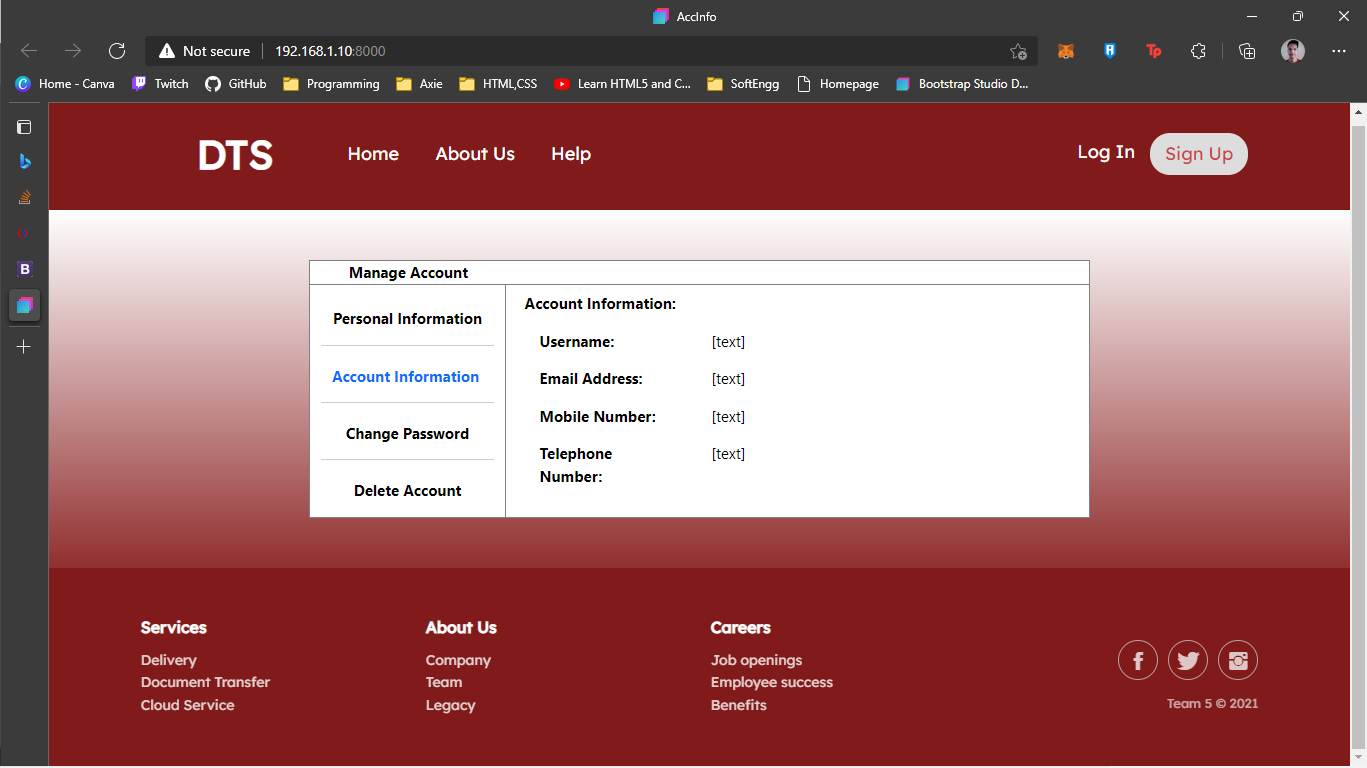 AccInfo
Not secure 192.168.1.10:8000
Home - Canva Twitch GitHub Programming Axie HTML,CSS Learn HTML5 and C... SoftEngg Homepage Bootstrap Studio D...
DTS Home About Us Help Log In Sign Up
Manage Account
Personal Information
Account Information
Change Password
Delete Account
Account Information:
Username: [text]
Email Address: [text]
Mobile Number: [text]
Telephone Number: [text]
Services
Delivery
Document Transfer
Cloud Service
About Us
Company
Team
Legacy
Careers
Job openings
Employee success
Benefits
Team 5 © 2021